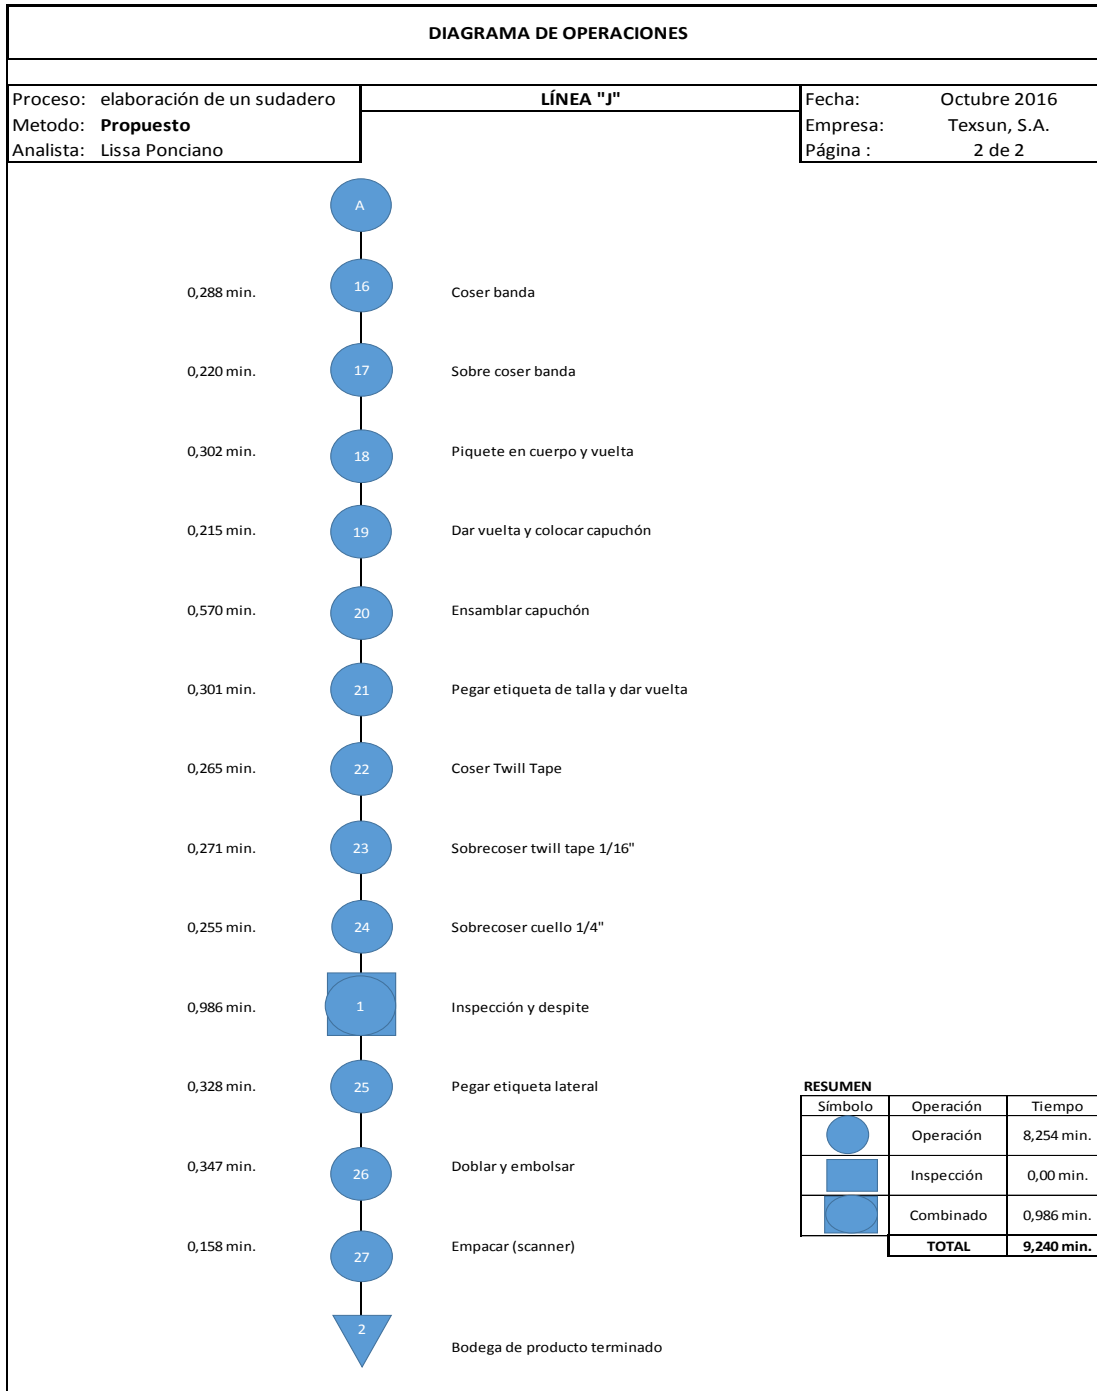 DIAGRAMA DE OPERACIONES
Proceso: elaboración de un sudadero
Metodo: Propuesto
Analista: Lissa Ponciano
LÍNEA "J"
Fecha: Octubre 2016
Empresa: Texsun, S.A.
Página : 2 de 2
A
0,288 min. 16 Coser banda
0,220 min. 17 Sobre coser banda
0,302 min. 18 Piquete en cuerpo y vuelta
0,215 min. 19 Dar vuelta y colocar capuchón
0,570 min. 20 Ensamblar capuchón
0,301 min. 21 Pegar etiqueta de talla y dar vuelta
0,265 min. 22 Coser Twill Tape
0,271 min. 23 Sobrecoser twill tape 1/16"
0,255 min. 24 Sobrecoser cuello 1/4"
0,986 min. 1 Inspección y despite
0,328 min. 25 Pegar etiqueta lateral
0,347 min. 26 Doblar y embolsar
0,158 min. 27 Empacar (scanner)
2 Bodega de producto terminado
RESUMEN
Símbolo Operación Tiempo
Operación 8,254 min.
Inspección 0,00 min.
Combinado 0,986 min.
TOTAL 9,240 min.